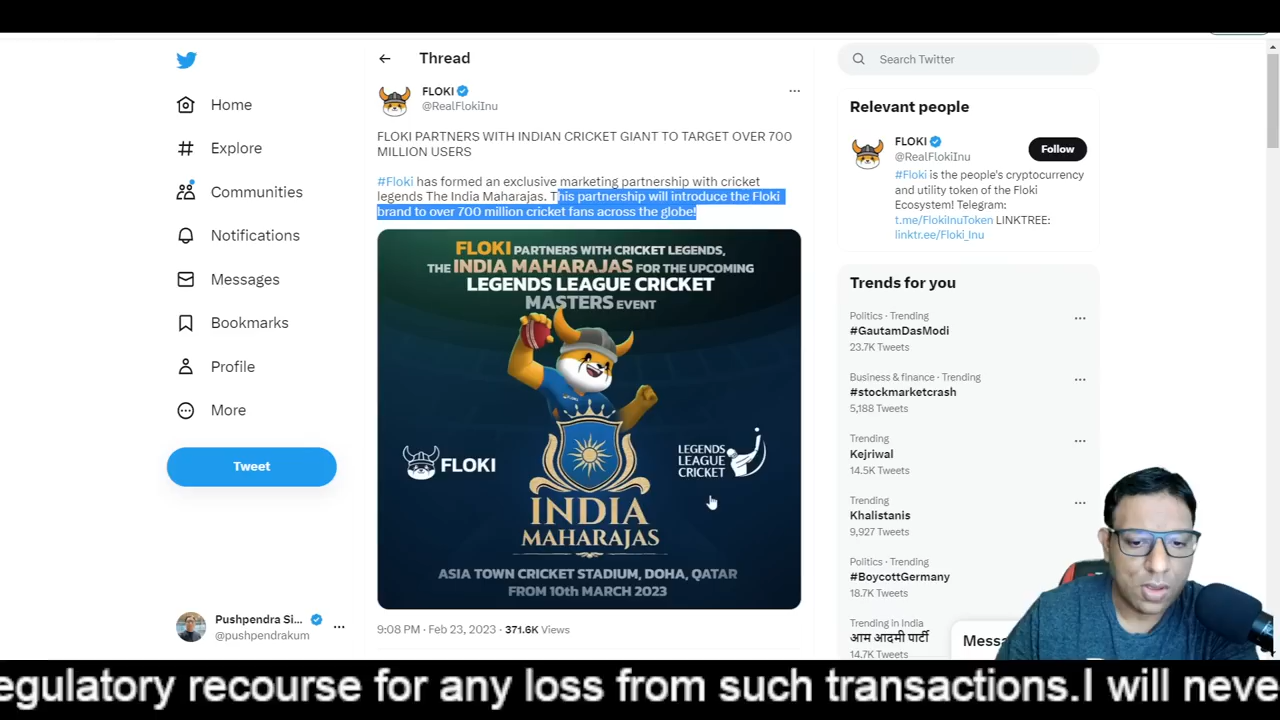 Thread
Search Twitter
Home
Explore
Communities
Notifications
Messages
Bookmarks
Profile
More
Tweet
Pushpendra Si...
@pushpendrakum
FLOKI
@RealFlokiInu
FLOKI PARTNERS WITH INDIAN CRICKET GIANT TO TARGET OVER 700
MILLION USERS
#Floki has formed an exclusive marketing partnership with cricket
legends The India Maharajas. This partnership will introduce the Floki
brand to over 700 million cricket fans across the globe!
FLOKI PARTNERS WITH CRICKET LEGENDS,
THE INDIA MAHARAJAS FOR THE UPCOMING
LEGENDS LEAGUE CRICKET
MASTERS EVENT
FLOKI
LEGENDS
LEAGUE
CRICKET
INDIA
MAHARAJAS
ASIA TOWN CRICKET STADIUM, DOHA, QATAR
FROM 10th MARCH 2023
9:08 PM · Feb 23, 2023 · 371.6K Views
Relevant people
FLOKI
@RealFlokiInu
Follow
#Floki is the people's cryptocurrency
and utility token of the Floki
Ecosystem! Telegram:
t.me/FlokiInuToken LINKTREE:
linktr.ee/Floki_Inu
Trends for you
Politics · Trending
#GautamDasModi
23.7K Tweets
Business & finance · Trending
#stockmarketcrash
5,188 Tweets
Trending
Kejriwal
14.5K Tweets
Trending
Khalistanis
9,927 Tweets
Politics · Trending
#BoycottGermany
18.7K Tweets
Trending in India
आम आदमी पार्टी
14.7K Tweets
Messa
egulatory recourse for any loss from such transactions.I will neve